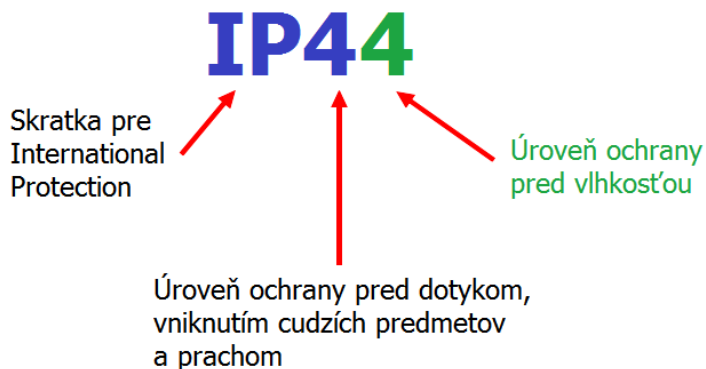 IP44
Skratka pre
International
Protection
Úroveň ochrany
pred vlhkosťou
Úroveň ochrany pred dotykom,
vniknutím cudzích predmetov
a prachom